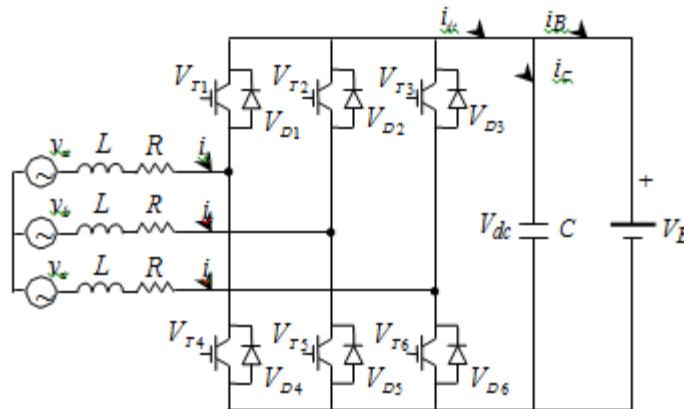 i_dc i_B
i_C
V_T1 V_T2 V_T3
V_D1 V_D2 V_D3
L R
L R
L R
+
V_dc C
V_T4 V_T5 V_T6
V_D4 V_D5 V_D6